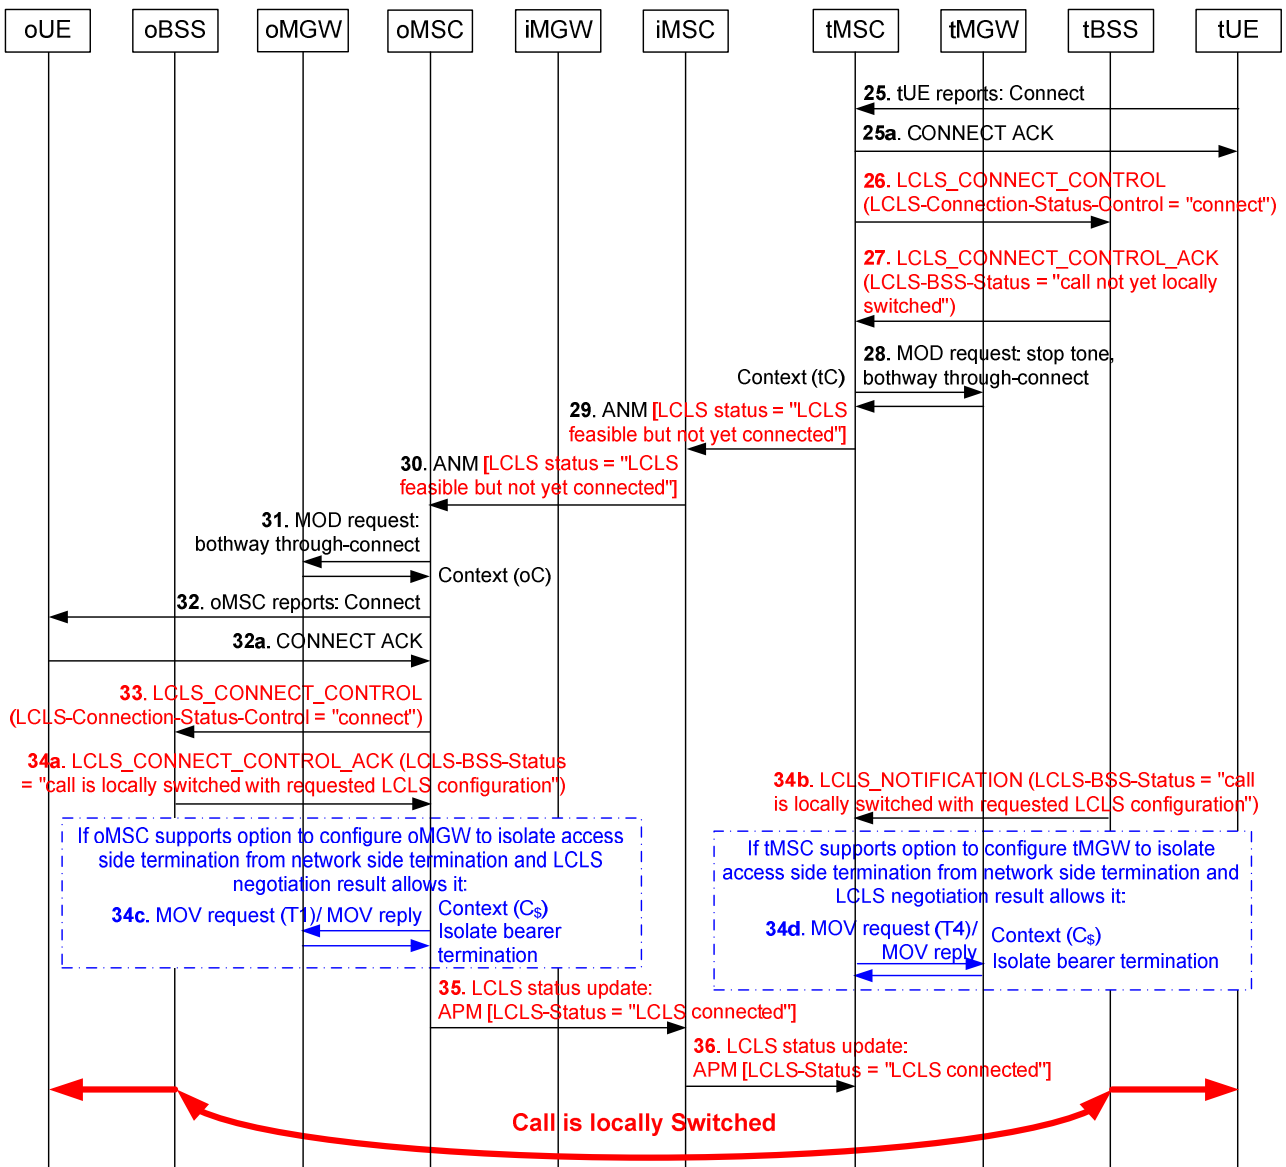 oUE
oBSS
oMGW
oMSC
iMGW
iMSC
tMSC
tMGW
tBSS
tUE
25. tUE reports: Connect
25a. CONNECT ACK
26. LCLS_CONNECT_CONTROL
(LCLS-Connection-Status-Control = "connect")
27. LCLS_CONNECT_CONTROL_ACK
(LCLS-BSS-Status = "call not yet locally
switched")
28. MOD request: stop tone,
bothway through-connect
Context (tC)
29. ANM [LCLS status = "LCLS
feasible but not yet connected"]
30. ANM [LCLS status = "LCLS
feasible but not yet connected"]
31. MOD request:
bothway through-connect
Context (oC)
32. oMSC reports: Connect
32a. CONNECT ACK
33. LCLS_CONNECT_CONTROL
(LCLS-Connection-Status-Control = "connect")
34a. LCLS_CONNECT_CONTROL_ACK (LCLS-BSS-Status
= "call is locally switched with requested LCLS configuration")
34b. LCLS_NOTIFICATION (LCLS-BSS-Status = "call
is locally switched with requested LCLS configuration")
If oMSC supports option to configure oMGW to isolate access
side termination from network side termination and LCLS
negotiation result allows it:
34c. MOV request (T1)/ MOV reply
Context (C$)
Isolate bearer
termination
If tMSC supports option to configure tMGW to isolate
access side termination from network side termination and
LCLS negotiation result allows it:
34d. MOV request (T4)/
MOV reply
Context (C$)
Isolate bearer termination
35. LCLS status update:
APM [LCLS-Status = "LCLS connected"]
36. LCLS status update:
APM [LCLS-Status = "LCLS connected"]
Call is locally Switched